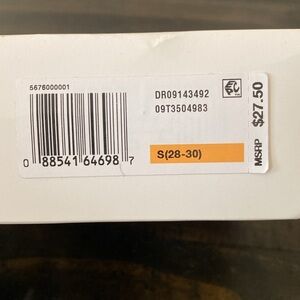 5676000001
DR09143492
09T3504983
0 88541 64698 7
S(28-30)
MSRP $27.50